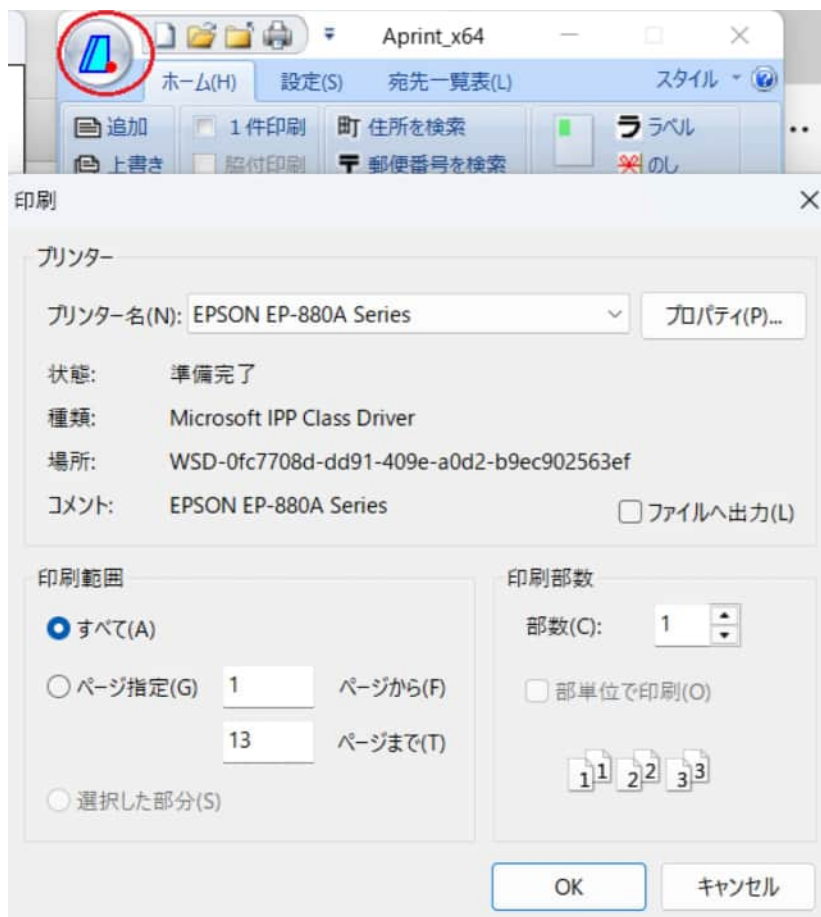 Aprint_x64
ホーム(H) 設定(S) 宛先一覧表(L) スタイル
追加 1件印刷 町 住所を検索 ラ ラベル
上書き 脇付印刷 〒 郵便番号を検索 のし
印刷
プリンター
プリンター名(N): EPSON EP-880A Series プロパティ(P)...
状態: 準備完了
種類: Microsoft IPP Class Driver
場所: WSD-0fc7708d-dd91-409e-a0d2-b9ec902563ef
コメント: EPSON EP-880A Series ファイルへ出力(L)
印刷範囲 印刷部数
すべて(A) 部数(C): 1
ページ指定(G) 1 ページから(F) 部単位で印刷(O)
13 ページまで(T)
1 1 2 2 3 3
選択した部分(S)
OK キャンセル